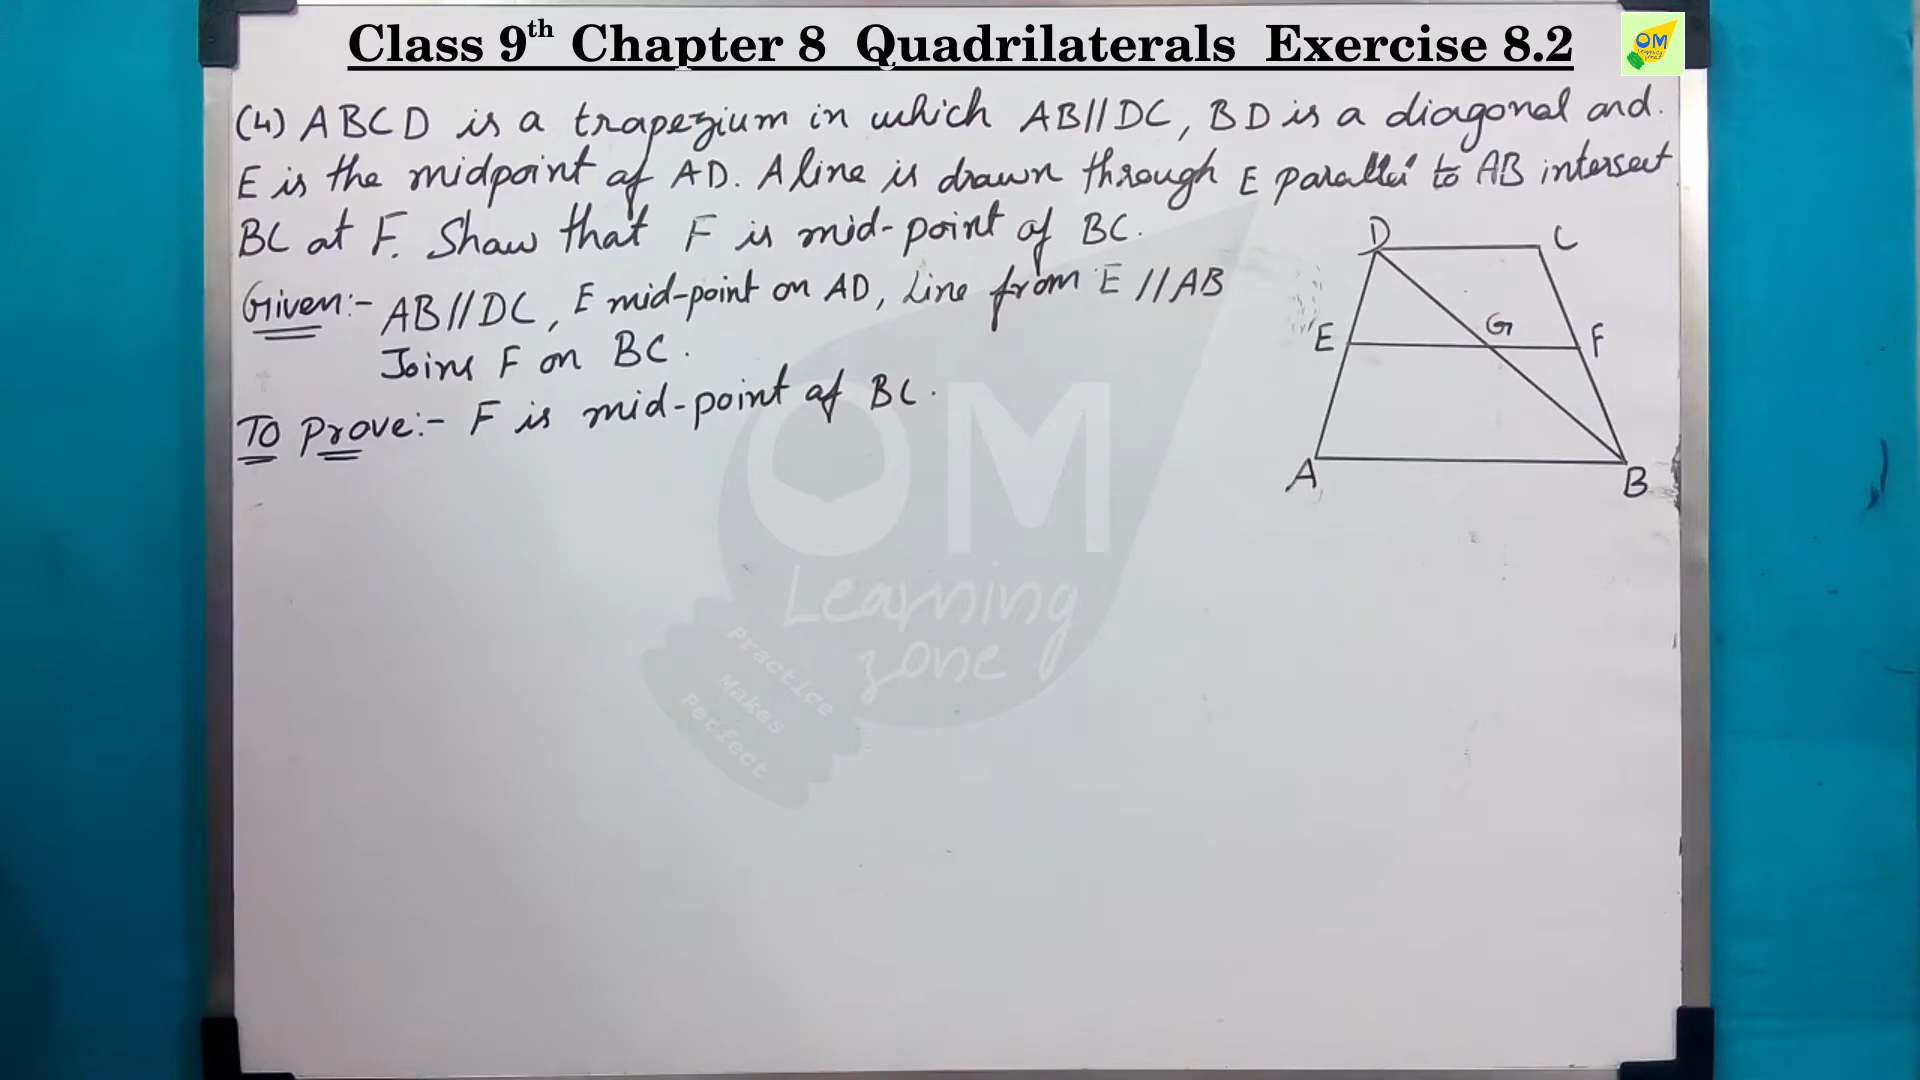 Class 9th Chapter 8 Quadrilaterals Exercise 8.2
OM
(4) ABCD is a trapezium in which AB//DC, BD is a diagonal and.
E is the midpoint of AD. A line is drawn through E parallel to AB intersect
BC at F. Show that F is mid-point of BC.
Given:- AB//DC, E mid-point on AD, Line from E //AB
Joins F on BC.
To Prove:- F is mid-point of BC.
D C
E G F
A B
OM
Learning
zone
Practice
Makes
Perfect